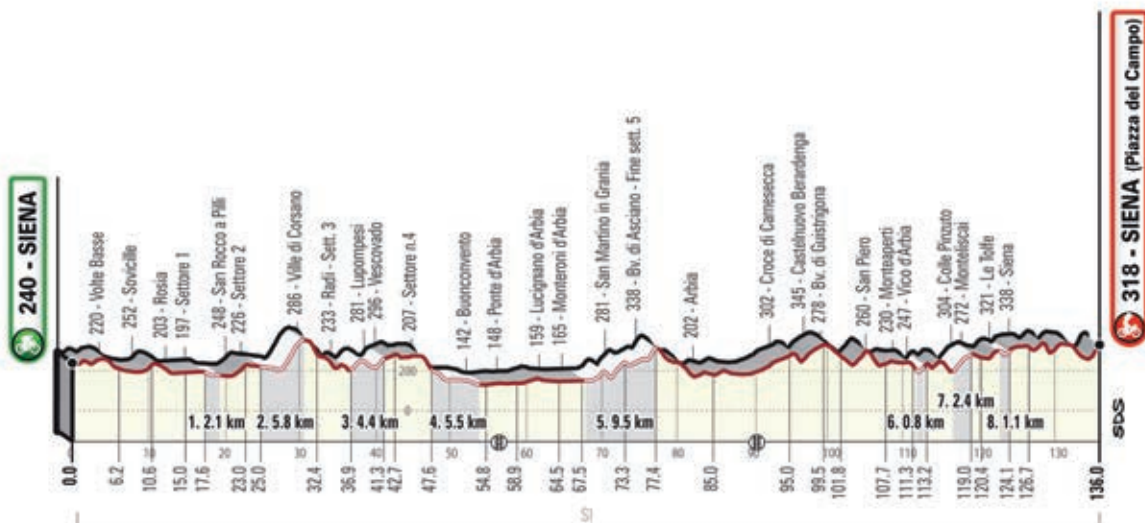 240 - SIENA
220 - Volte Basse
252 - Sovicille
203 - Rosia
197 - Settore 1
248 - San Rocco a Pilli
226 - Settore 2
286 - Ville di Corsano
233 - Radi - Sett. 3
281 - Lupompesi
296 - Vescovado
207 - Settore n.4
142 - Buonconvento
148 - Ponte d'Arbia
159 - Lucignano d'Arbia
165 - Monteroni d'Arbia
281 - San Martino in Grania
338 - Bv. di Asciano - Fine sett. 5
202 - Arbia
302 - Croce di Carnesecca
345 - Castelnuovo Berardenga
278 - Bv. di Guistrigona
260 - San Piero
230 - Monteaperti
247 - Vico d'Arbia
304 - Colle Pinzuto
272 - Monteliscai
321 - Le Tolfe
338 - Siena
318 - SIENA (Piazza del Campo)
200
0
1. 2.1 km
2. 5.8 km
3. 4.4 km
4. 5.5 km
5. 9.5 km
6. 0.8 km
7. 2.4 km
8. 1.1 km
SDS
10 20 30 40 50 60 70 80 90 100 110 120 130
0.0 6.2 10.6 15.0 17.6 23.0 25.0 32.4 36.9 41.3 42.7 47.6 54.8 58.9 64.5 67.5 73.3 77.4 85.0 95.0 99.5 101.8 107.7 111.3 113.2 119.0 120.4 124.1 126.7 136.0
SI